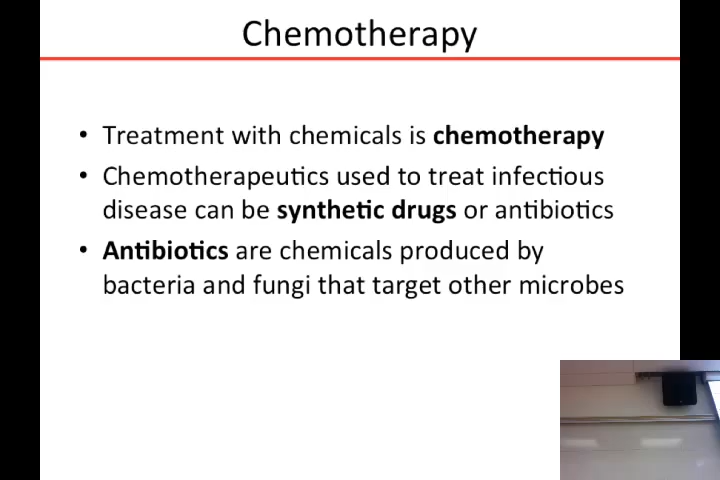 Chemotherapy
• Treatment with chemicals is chemotherapy
• Chemotherapeutics used to treat infectious
disease can be synthetic drugs or antibiotics
• Antibiotics are chemicals produced by
bacteria and fungi that target other microbes